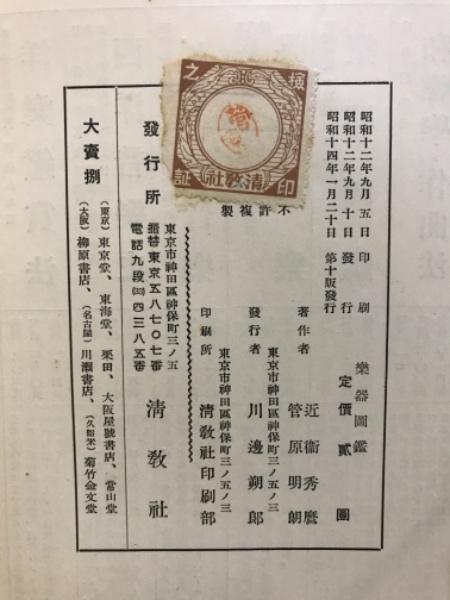 昭和十二年九月五日印刷
昭和十二年九月十日發行
昭和十四年一月二十日第十版發行
樂器圖鑑
定價貳圓
著作者
近衞秀麿
菅原明朗
東京市神田區神保町三ノ五ノ三
發行者
川邊朔郎
東京市神田區神保町三ノ五ノ三
印刷所
清敎社印刷部
不許複製
檢之
印清敎社証
發行所
東京市神田區神保町三ノ五
振替東京五八七〇七番
電話九段(33)四三八五番
清敎社
大賣捌
(東京)東京堂、東海堂、栗田、大阪屋號書店、常山堂
(大阪)柳原書店、(名古屋)川瀬書店、(久留米)菊竹金文堂